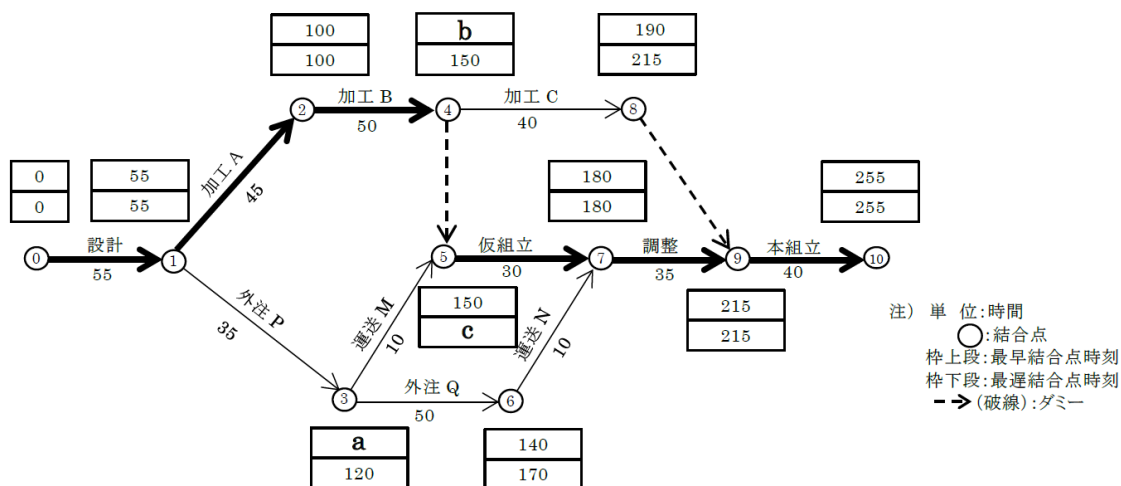 100
100
b
150
190
215
② 加工 B ④ 加工 C ⑧
50 40
0
0
55
55
加工 A
45
180
180
255
255
⓪ 設計 ①
55
⑤ 仮組立 ⑦ 調整 ⑨ 本組立 ⑩
30 35 40
外注 P
35
運送 M
10
150
c
運送 N
10
215
215
③ 外注 Q ⑥
50
a
120
140
170
注) 単 位:時間
◯:結合点
枠上段:最早結合点時刻
枠下段:最遅結合点時刻
(破線):ダミー